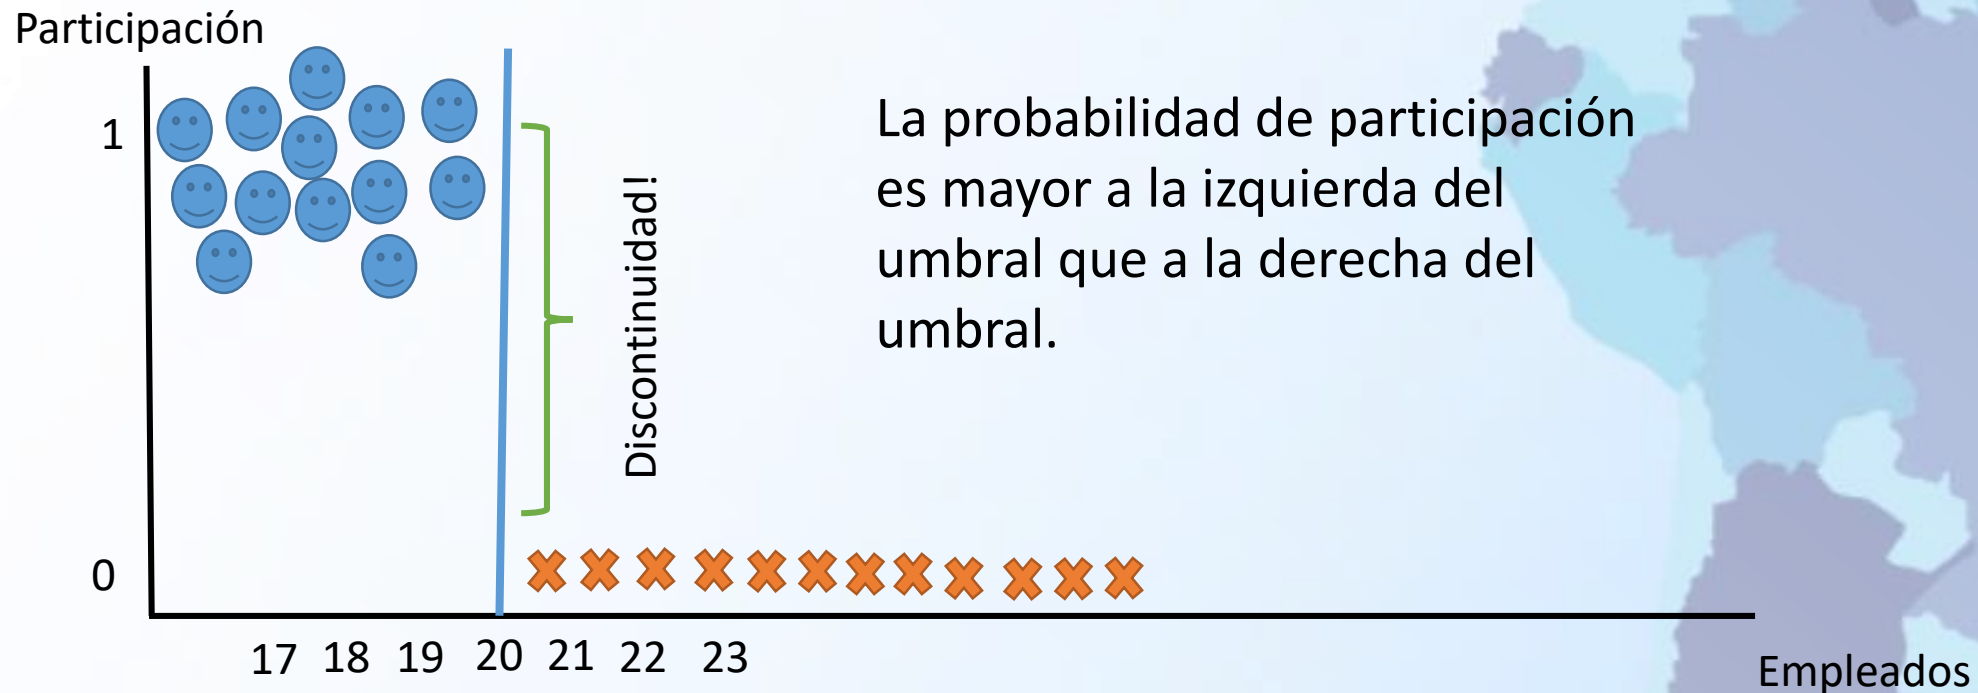 Participación
1
La probabilidad de participación
es mayor a la izquierda del
umbral que a la derecha del
umbral.
Discontinuidad!
0
17 18 19 20 21 22 23
Empleados